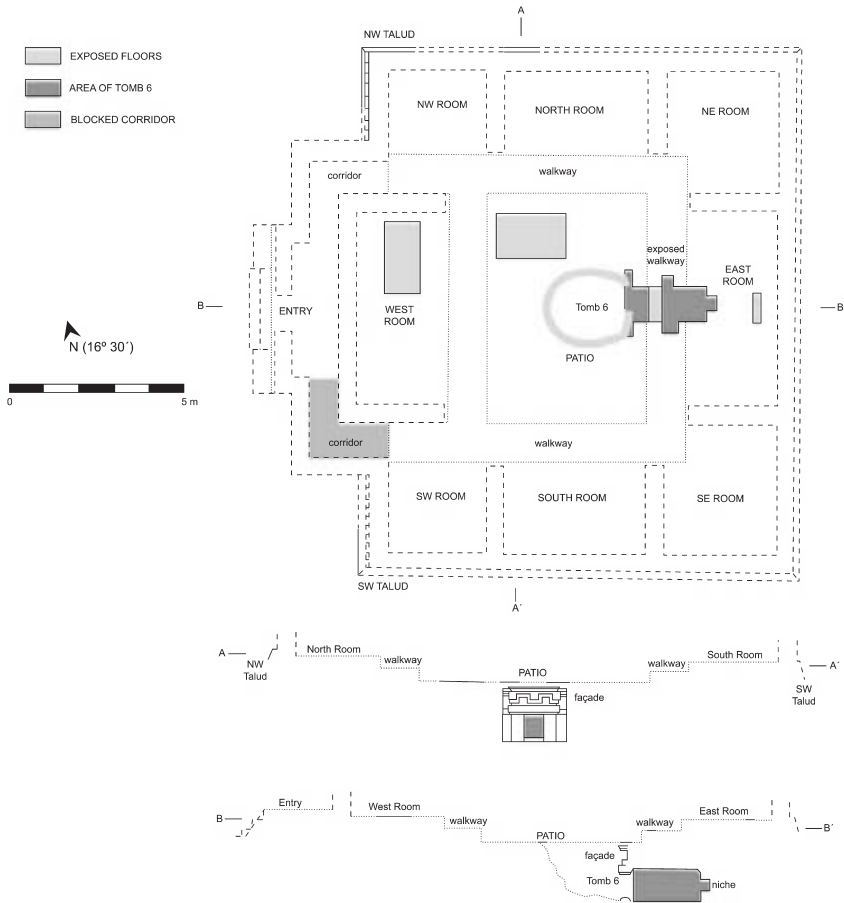 A
NW TALUD
EXPOSED FLOORS
AREA OF TOMB 6
BLOCKED CORRIDOR
NW ROOM
NORTH ROOM
NE ROOM
corridor
walkway
exposed
walkway
EAST
ROOM
B
ENTRY
WEST
ROOM
Tomb 6
B
N (16º 30´)
PATIO
0
5 m
corridor
walkway
SW ROOM
SOUTH ROOM
SE ROOM
SW TALUD
A´
A
NW
Talud
North Room
walkway
PATIO
façade
walkway
South Room
A´
SW
Talud
B
Entry
West Room
walkway
PATIO
walkway
East Room
B´
façade
Tomb 6
niche